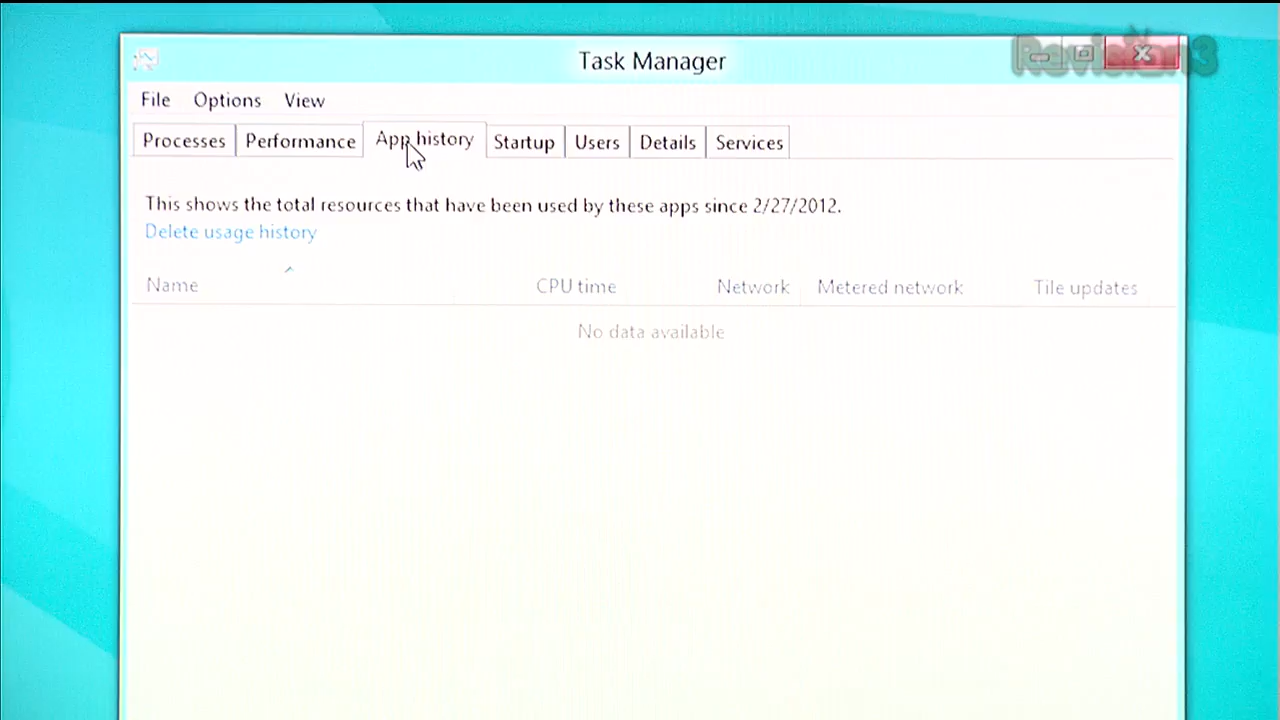 Task Manager
Revision3
File Options View
Processes Performance App history Startup Users Details Services
This shows the total resources that have been used by these apps since 2/27/2012.
Delete usage history
Name CPU time Network Metered network Tile updates
No data available